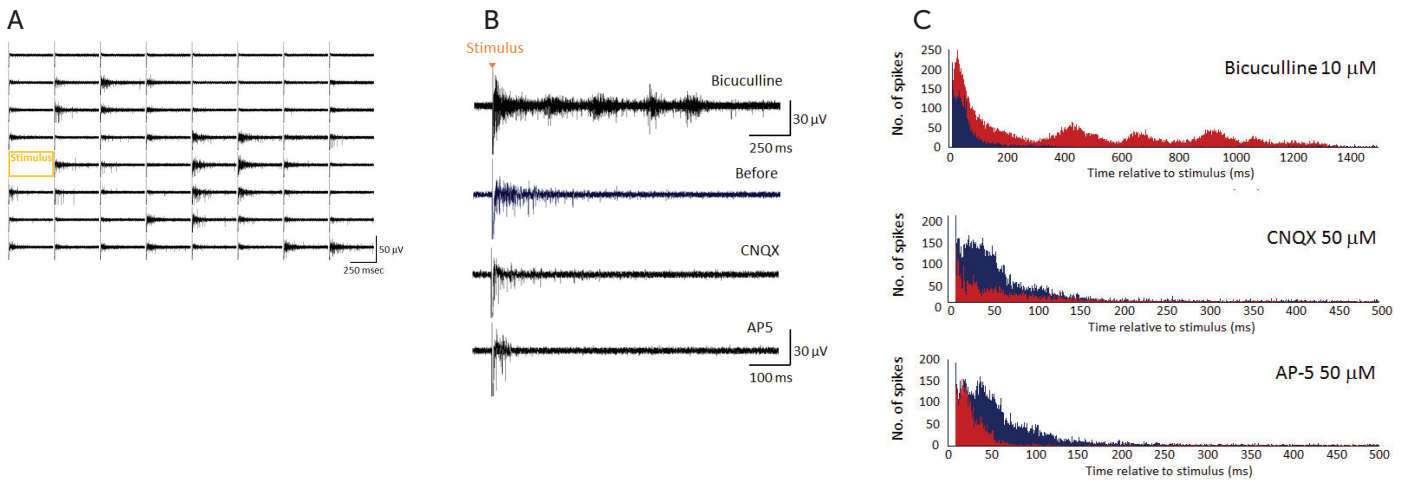 A
Stimulus
50 µV
250 msec
B
Stimulus
Bicuculline
30 µV
250 ms
Before
CNQX
AP5
30 µV
100 ms
C
Bicuculline 10 µM
No. of spikes
250
200
150
100
50
0
0 200 400 600 800 1000 1200 1400
Time relative to stimulus (ms)
CNQX 50 µM
No. of spikes
200
150
100
50
0
0 50 100 150 200 250 300 350 400 450 500
Time relative to stimulus (ms)
AP-5 50 µM
No. of spikes
200
150
100
50
0
50 100 150 200 250 300 350 400 450 500
Time relative to stimulus (ms)